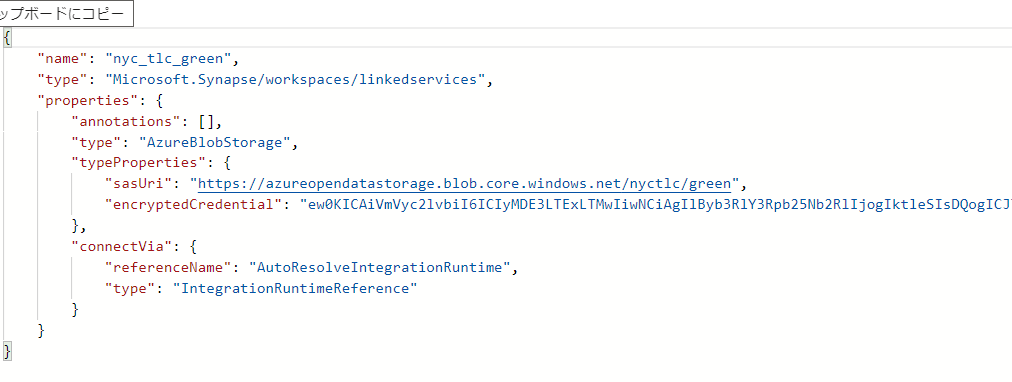 ップボードにコピー
{
"name": "nyc_tlc_green",
"type": "Microsoft.Synapse/workspaces/linkedservices",
"properties": {
"annotations": [],
"type": "AzureBlobStorage",
"typeProperties": {
"sasUri": "https://azureopendatastorage.blob.core.windows.net/nyctlc/green",
"encryptedCredential": "ew0KICAiVmVyc2lvbiI6ICIyMDE3LTExLTMwIiwNCiAgIlByb3RlY3Rpb25Nb2RlIjogIktleSIsDQogICJ
},
"connectVia": {
"referenceName": "AutoResolveIntegrationRuntime",
"type": "IntegrationRuntimeReference"
}
}
}